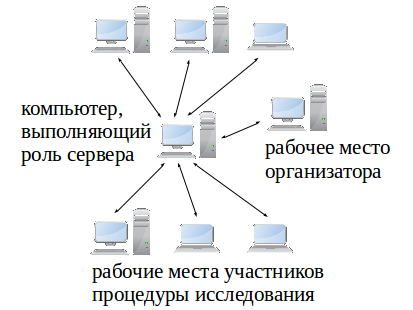 компьютер,
выполняющий
роль сервера
рабочее место
организатора
рабочие места участников
процедуры исследования